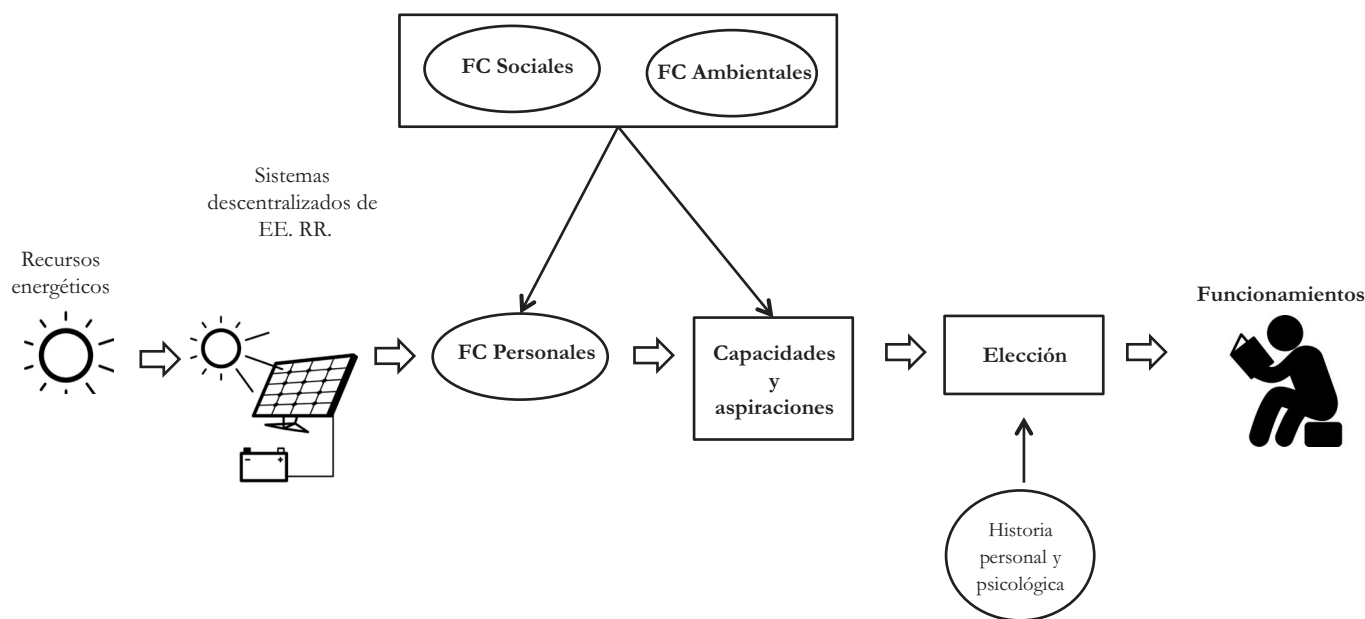 FC Sociales
FC Ambientales
Sistemas
descentralizados de
EE. RR.
Recursos
energéticos
FC Personales
Capacidades
y
aspiraciones
Elección
Funcionamientos
Historia
personal y
psicológica